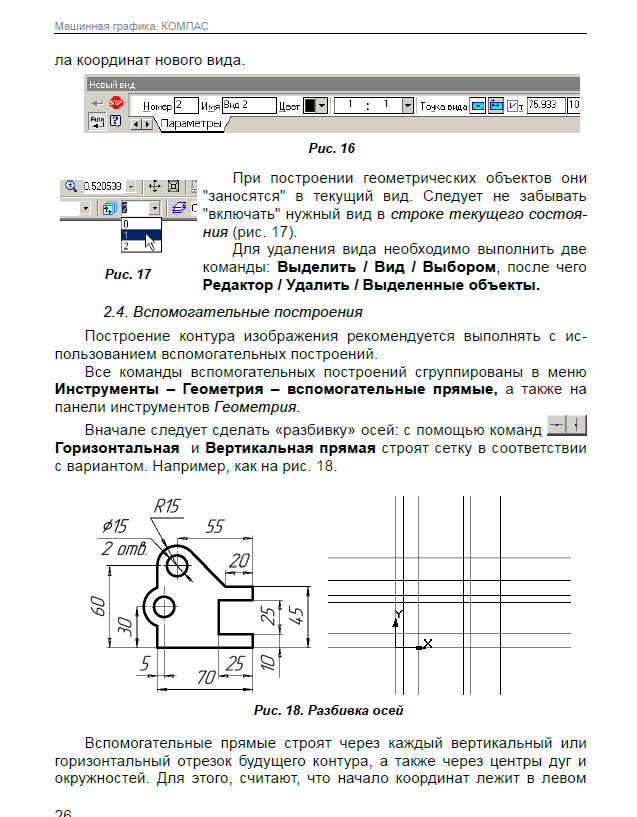 Машинная графика. КОМПАС
ла координат нового вида.
Новый вид
STOP Номер 2 Имя Вид 2 Цвет 1 : 1 Точка вида т 75.933 10
Auto ? Параметры
Рис. 16
0.520539
2
0
1
2
Рис. 17
При построении геометрических объектов они
"заносятся" в текущий вид. Следует не забывать
"включать" нужный вид в строке текущего состоя-
ния (рис. 17).
Для удаления вида необходимо выполнить две
команды: Выделить / Вид / Выбором, после чего
Редактор / Удалить / Выделенные объекты.
2.4. Вспомогательные построения
Построение контура изображения рекомендуется выполнять с ис-
пользованием вспомогательных построений.
Все команды вспомогательных построений сгруппированы в меню
Инструменты – Геометрия – вспомогательные прямые, а также на
панели инструментов Геометрия.
Вначале следует сделать «разбивку» осей: с помощью команд
Горизонтальная и Вертикальная прямая строят сетку в соответствии
с вариантом. Например, как на рис. 18.
R15
ϕ15
2 отв.
55
20
60
30
25
45
5
25
10
70
Y
X
Рис. 18. Разбивка осей
Вспомогательные прямые строят через каждый вертикальный или
горизонтальный отрезок будущего контура, а также через центры дуг и
окружностей. Для этого, считают, что начало координат лежит в левом
26